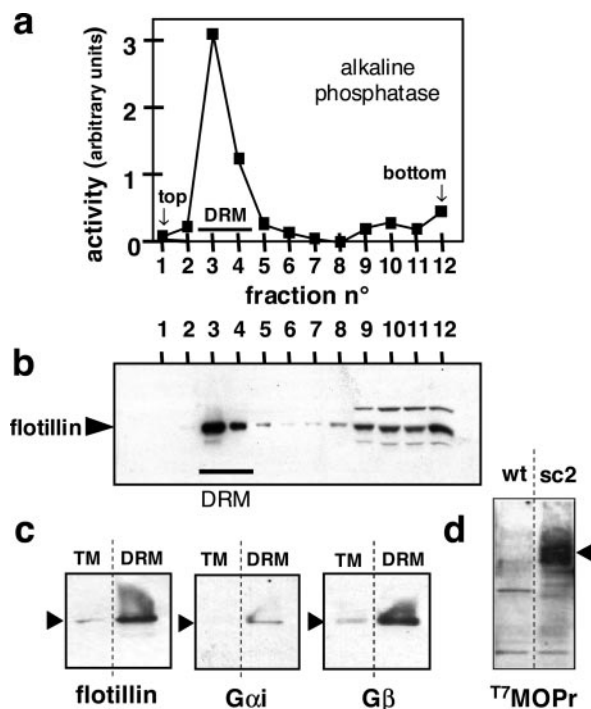 a
activity (arbitrary units)
3
2
1
0
alkaline
phosphatase
top
bottom
DRM
1 2 3 4 5 6 7 8 9 10 11 12
fraction n°
1 2 3 4 5 6 7 8 9 10 11 12
b
flotillin
DRM
wt sc2
c
d
TM DRM
TM DRM
TM DRM
flotillin
Gαi
Gβ
T7MOPr